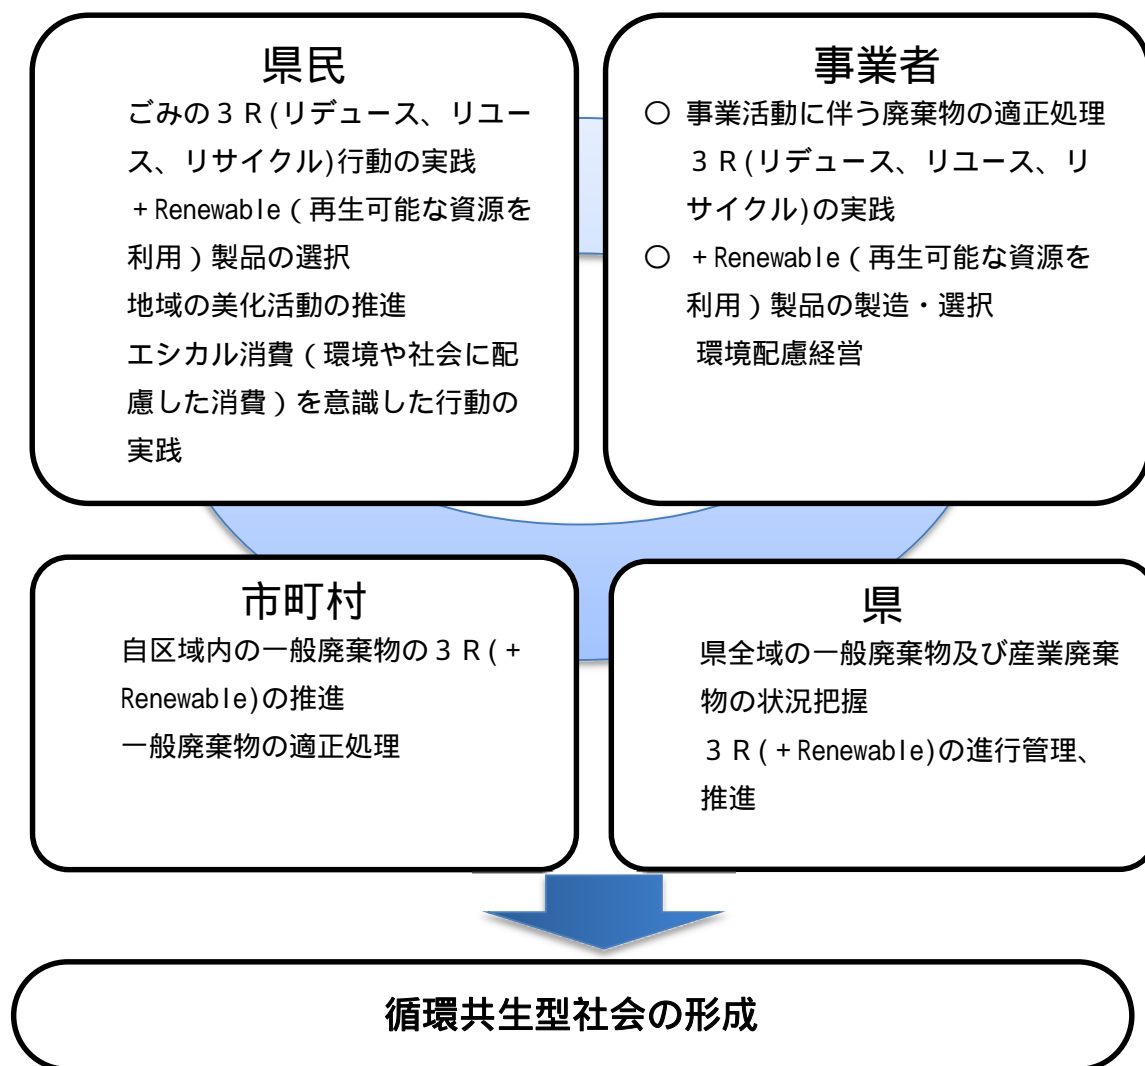 県民
ごみの３Ｒ(リデュース、リユー
ス、リサイクル)行動の実践
＋Renewable（再生可能な資源を
利用）製品の選択
地域の美化活動の推進
エシカル消費（環境や社会に配
慮した消費）を意識した行動の
実践
事業者
○ 事業活動に伴う廃棄物の適正処理
３Ｒ(リデュース、リユース、リ
サイクル)の実践
○ ＋Renewable（再生可能な資源を
利用）製品の製造・選択
環境配慮経営
市町村
自区域内の一般廃棄物の３Ｒ(＋
Renewable)の推進
一般廃棄物の適正処理
県
県全域の一般廃棄物及び産業廃棄
物の状況把握
３Ｒ(＋Renewable)の進行管理、
推進
循環共生型社会の形成